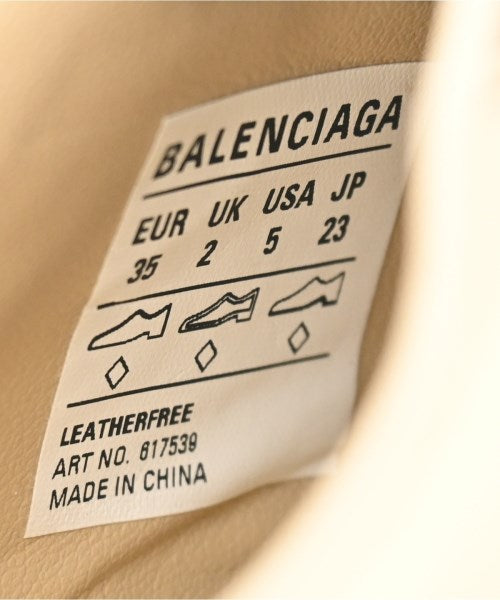 BALENCIAGA
EUR UK USA JP
35 2 5 23
LEATHERFREE
ART NO. 617539
MADE IN CHINA